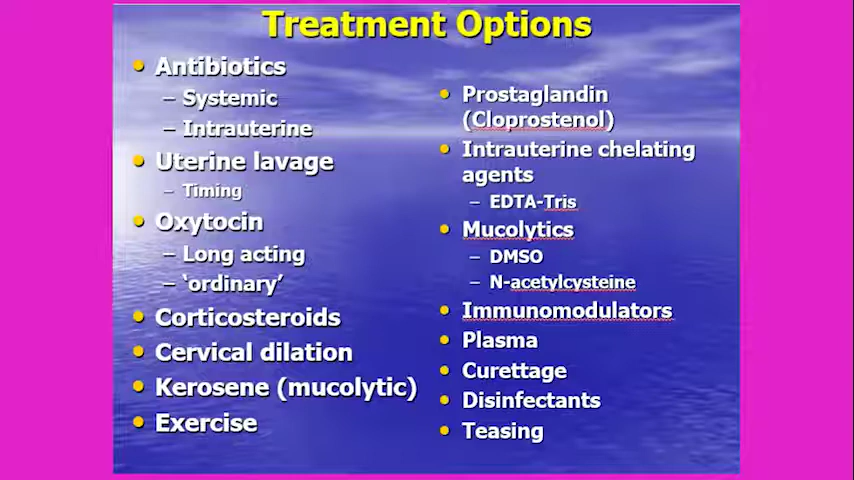 Treatment Options
• Antibiotics
– Systemic
– Intrauterine
• Uterine lavage
– Timing
• Oxytocin
– Long acting
– ‘ordinary’
• Corticosteroids
• Cervical dilation
• Kerosene (mucolytic)
• Exercise
• Prostaglandin
(Cloprostenol)
• Intrauterine chelating
agents
– EDTA-Tris
• Mucolytics
– DMSO
– N-acetylcysteine
• Immunomodulators
• Plasma
• Curettage
• Disinfectants
• Teasing